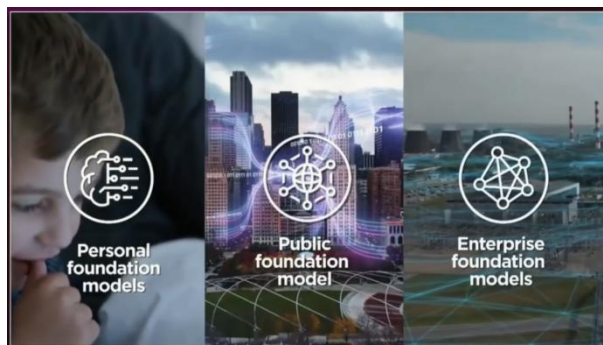 Personal
foundation
models
Public
foundation
model
Enterprise
foundation
models